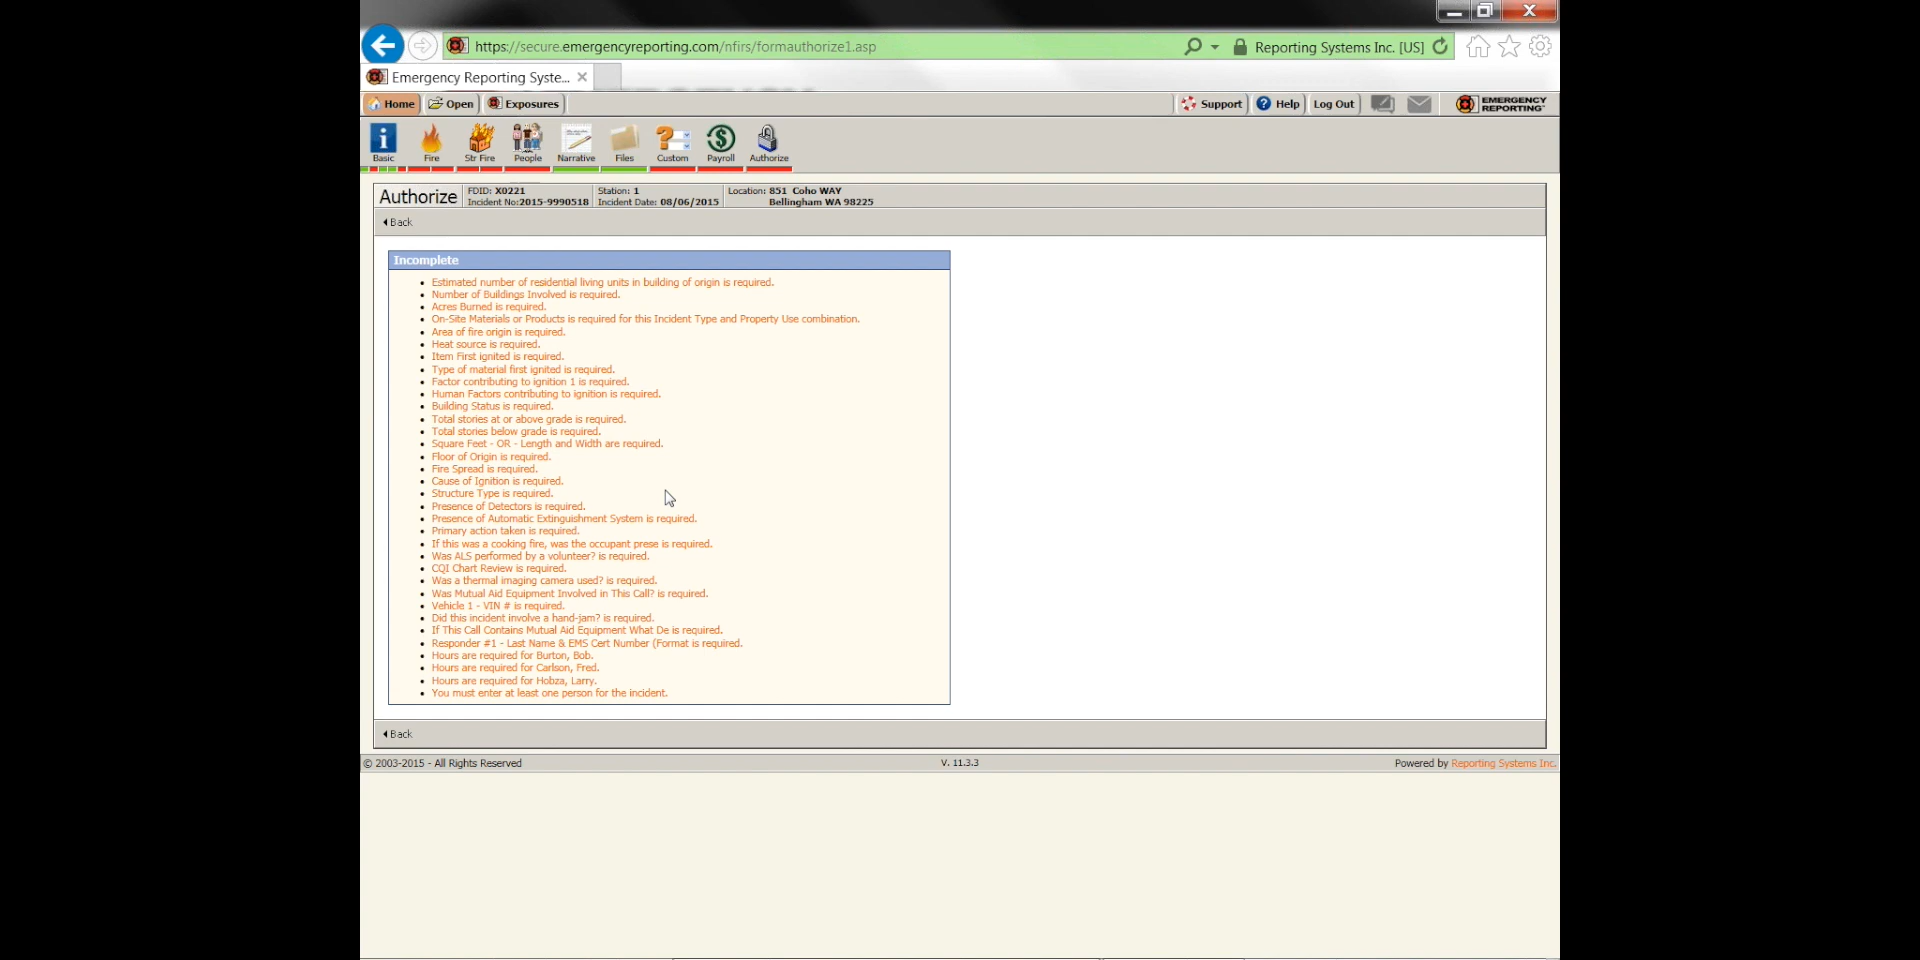 https://secure.emergencyreporting.com/nfirs/formauthorize1.asp
Reporting Systems Inc. [US]
Emergency Reporting Syste...
Home
Open
Exposures
Support
Help
Log Out
EMERGENCY REPORTING
Basic
Fire
Str Fire
People
Narrative
Files
Custom
Payroll
Authorize
Authorize
FDID: X0221
Incident No:2015-9990518
Station: 1
Incident Date: 08/06/2015
Location: 851 Coho WAY
Bellingham WA 98225
Back
Incomplete
Estimated number of residential living units in building of origin is required.
Number of Buildings Involved is required.
Acres Burned is required.
On-Site Materials or Products is required for this Incident Type and Property Use combination.
Area of fire origin is required.
Heat source is required.
Item First ignited is required.
Type of material first ignited is required.
Factor contributing to ignition 1 is required.
Human Factors contributing to ignition is required.
Building Status is required.
Total stories at or above grade is required.
Total stories below grade is required.
Square Feet - OR - Length and Width are required.
Floor of Origin is required.
Fire Spread is required.
Cause of Ignition is required.
Structure Type is required.
Presence of Detectors is required.
Presence of Automatic Extinguishment System is required.
Primary action taken is required.
If this was a cooking fire, was the occupant prese is required.
Was ALS performed by a volunteer? is required.
CQI Chart Review is required.
Was a thermal imaging camera used? is required.
Was Mutual Aid Equipment Involved in This Call? is required.
Vehicle 1 - VIN # is required.
Did this incident involve a hand-jam? is required.
If This Call Contains Mutual Aid Equipment What De is required.
Responder #1 - Last Name & EMS Cert Number (Format is required.
Hours are required for Burton, Bob.
Hours are required for Carlson, Fred.
Hours are required for Hobza, Larry.
You must enter at least one person for the incident.
Back
© 2003-2015 - All Rights Reserved
V. 11.3.3
Powered by Reporting Systems Inc.